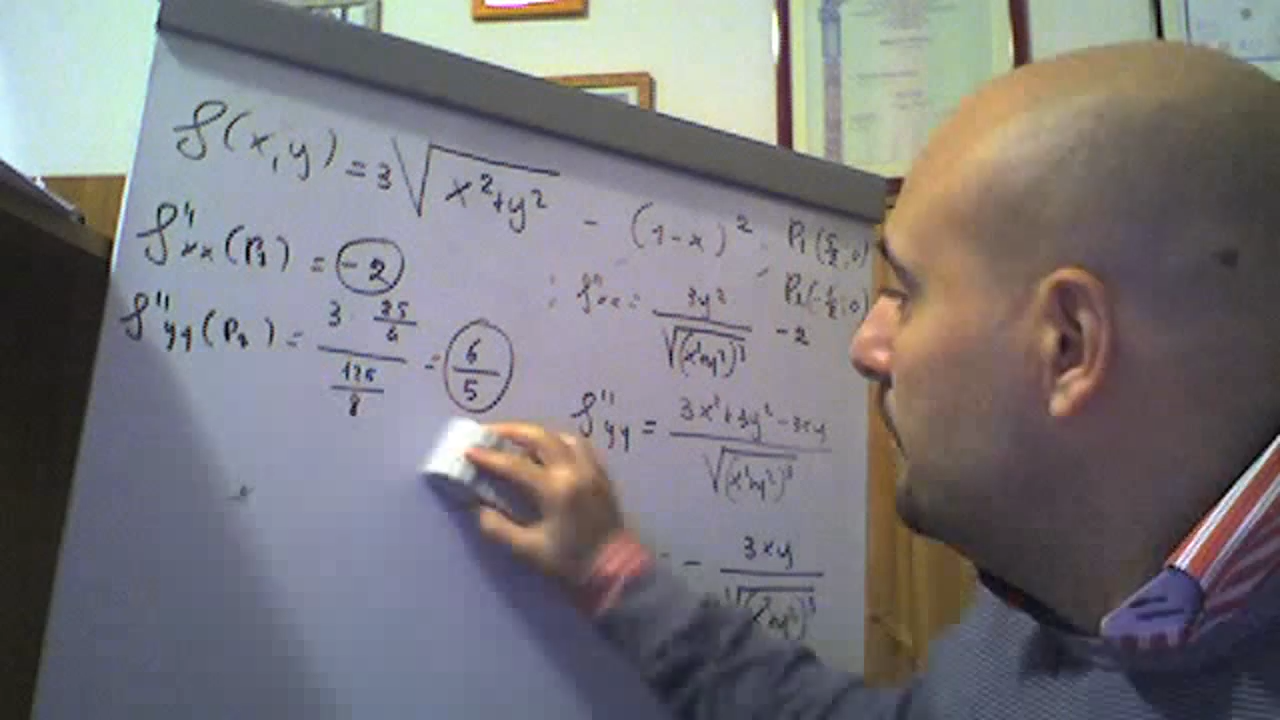 f(x,y) = 3√(x²+y²) - (1-x)²
P₁(5/2, 0)
P₂(-1/2, 0)
f''xx(P₁) = -2
f''yy(P₁) = (3 · 25/4)/(125/8) = 6/5
f''xx = 3y²/√(x²+y²)³ - 2
f''yy = (3x²+3y²-3xy)/√(x²+y²)³
- 3xy/√(x²+y²)³